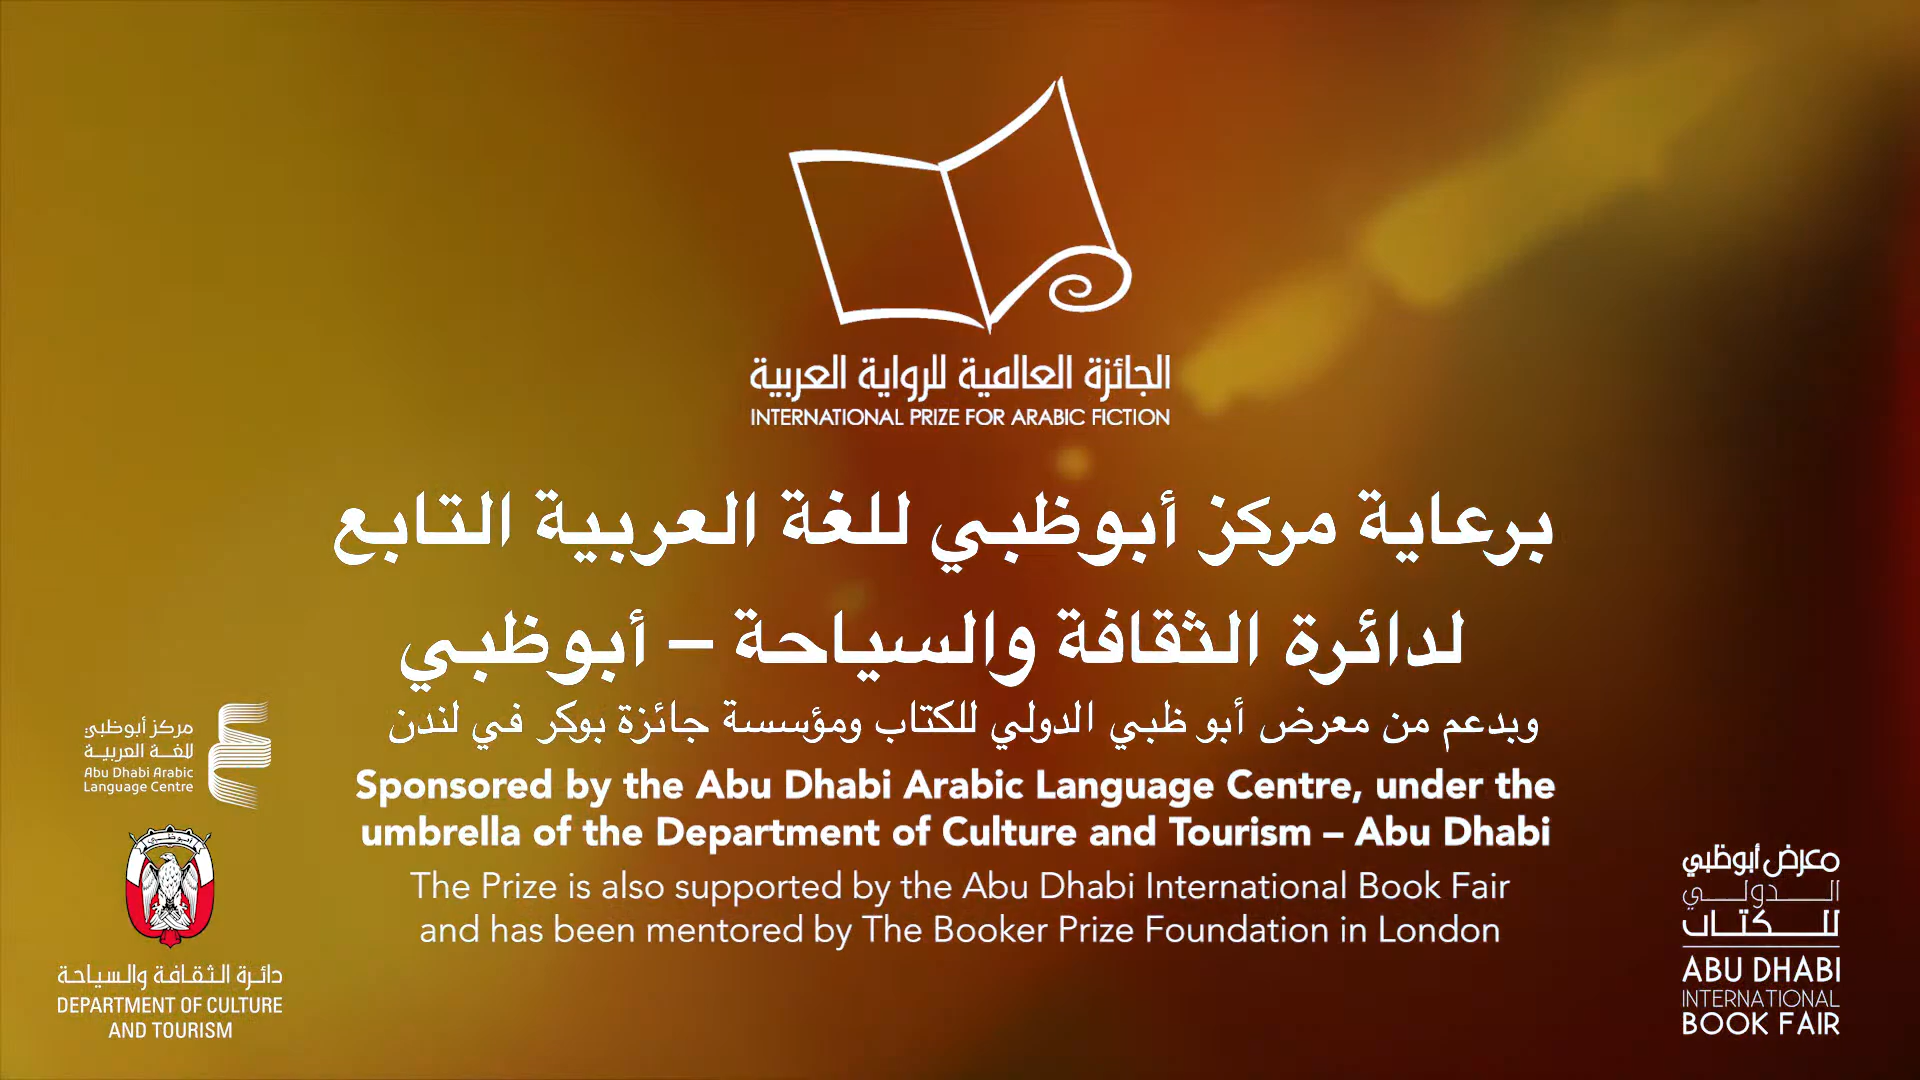 الجائزة العالمية للرواية العربية
INTERNATIONAL PRIZE FOR ARABIC FICTION
برعاية مركز أبوظبي للغة العربية التابع
لدائرة الثقافة والسياحة – أبوظبي
وبدعم من معرض أبو ظبي الدولي للكتاب ومؤسسة جائزة بوكر في لندن
Sponsored by the Abu Dhabi Arabic Language Centre, under the
umbrella of the Department of Culture and Tourism – Abu Dhabi
The Prize is also supported by the Abu Dhabi International Book Fair
and has been mentored by The Booker Prize Foundation in London
مركز أبوظبي
للغة العربية
Abu Dhabi Arabic
Language Centre
أبوظبي
دائرة الثقافة والسياحة
DEPARTMENT OF CULTURE
AND TOURISM
معرض أبوظبي
الدولي
للكتاب
ABU DHABI
INTERNATIONAL
BOOK FAIR